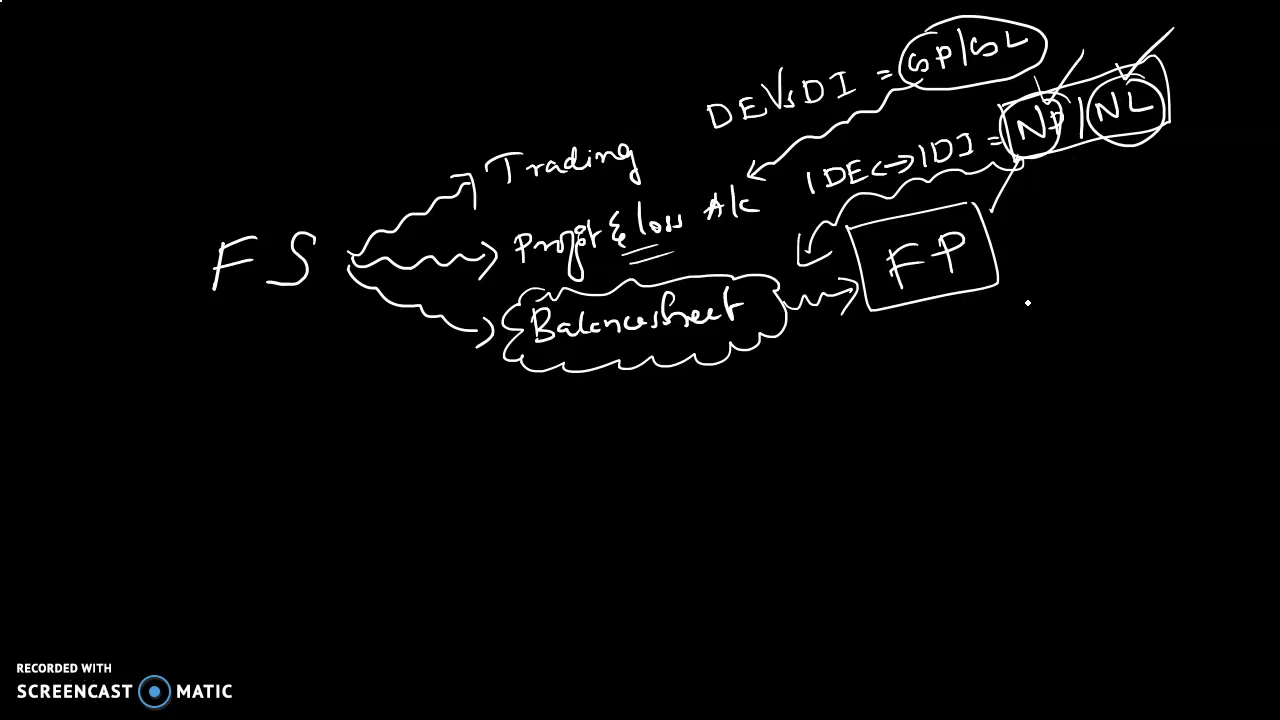 DE Vs DI = GP/GL
IDE <-> IDI = NP / NL
Trading
Profit & loss A/c
FS
FP
Balancesheet
RECORDED WITH
SCREENCAST MATIC